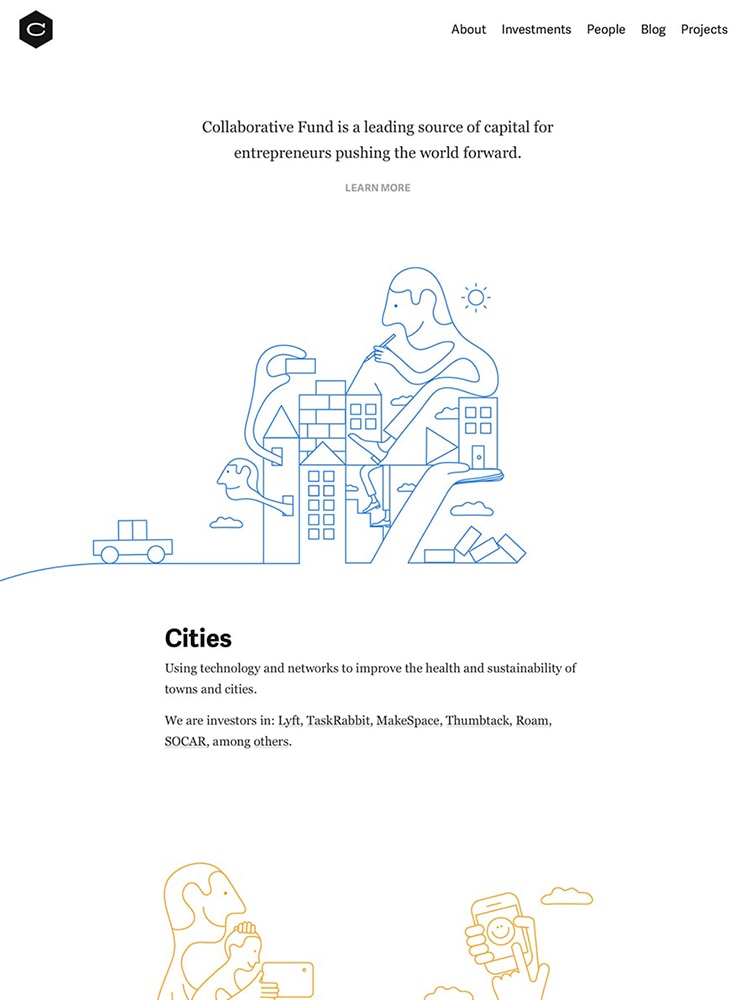 C
About Investments People Blog Projects
Collaborative Fund is a leading source of capital for
entrepreneurs pushing the world forward.
LEARN MORE
Cities
Using technology and networks to improve the health and sustainability of
towns and cities.
We are investors in: Lyft, TaskRabbit, MakeSpace, Thumbtack, Roam,
SOCAR, among others.